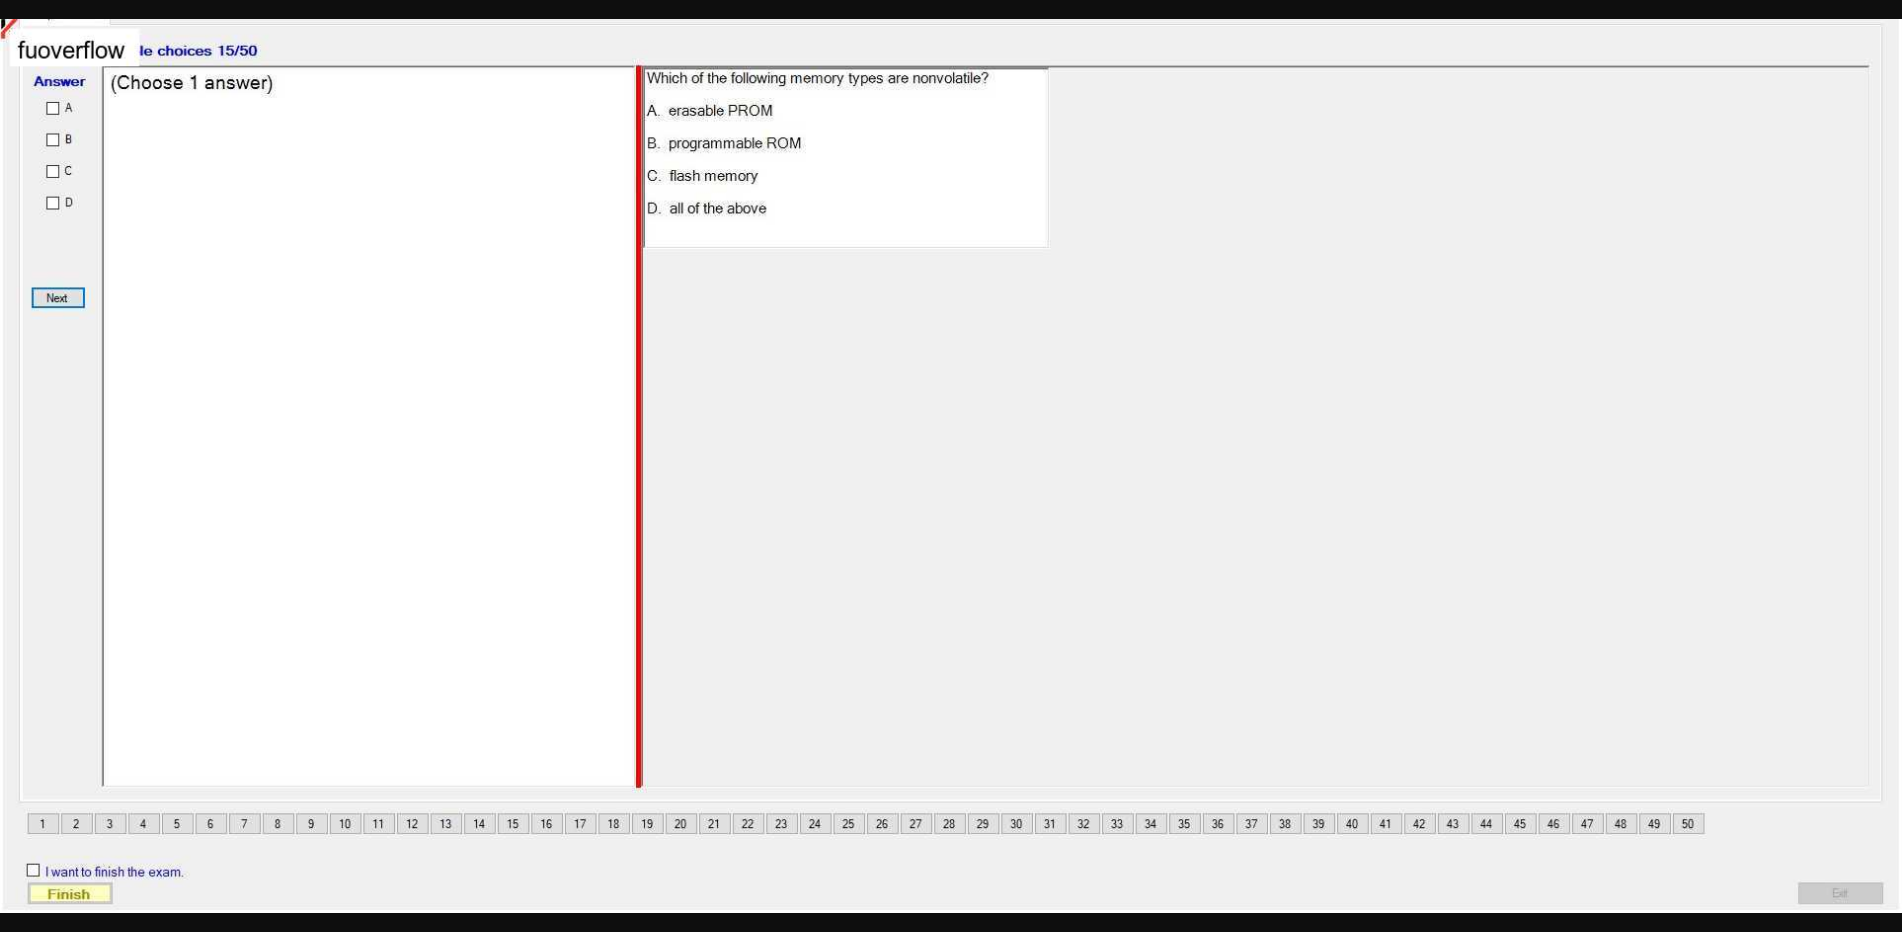 fuoverflow le choices 15/50
Answer
A
B
C
D
Next
(Choose 1 answer)
Which of the following memory types are nonvolatile?
A. erasable PROM
B. programmable ROM
C. flash memory
D. all of the above
1 2 3 4 5 6 7 8 9 10 11 12 13 14 15 16 17 18 19 20 21 22 23 24 25 26 27 28 29 30 31 32 33 34 35 36 37 38 39 40 41 42 43 44 45 46 47 48 49 50
I want to finish the exam.
Finish
Exit